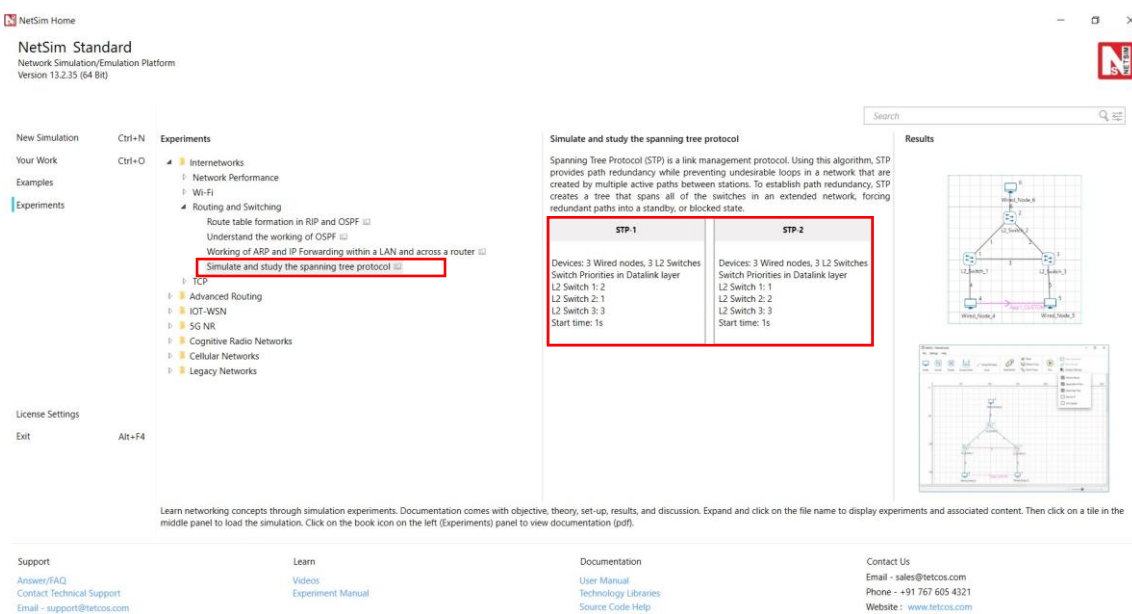 NetSim Home
NetSim Standard
Network Simulation/Emulation Platform
Version 13.2.35 (64 Bit)
NETSIM
Search
New Simulation Ctrl+N
Your Work Ctrl+O
Examples
Experiments
License Settings
Exit Alt+F4
Experiments
Internetworks
Network Performance
Wi-Fi
Routing and Switching
Route table formation in RIP and OSPF
Understand the working of OSPF
Working of ARP and IP Forwarding within a LAN and across a router
Simulate and study the spanning tree protocol
TCP
Advanced Routing
IOT-WSN
5G NR
Cognitive Radio Networks
Cellular Networks
Legacy Networks
Simulate and study the spanning tree protocol
Spanning Tree Protocol (STP) is a link management protocol. Using this algorithm, STP
provides path redundancy while preventing undesirable loops in a network that are
created by multiple active paths between stations. To establish path redundancy, STP
creates a tree that spans all of the switches in an extended network, forcing
redundant paths into a standby, or blocked state.
STP-1
Devices: 3 Wired nodes, 3 L2 Switches
Switch Priorities in Datalink layer
L2 Switch 1: 2
L2 Switch 2: 1
L2 Switch 3: 3
Start time: 1s
STP-2
Devices: 3 Wired nodes, 3 L2 Switches
Switch Priorities in Datalink layer
L2 Switch 1: 1
L2 Switch 2: 2
L2 Switch 3: 3
Start time: 1s
Results
Wired_Node_6
L2_Switch_2
L2_Switch_1
L2_Switch_3
Wired_Node_4
Wired_Node_5
Learn networking concepts through simulation experiments. Documentation comes with objective, theory, set-up, results, and discussion. Expand and click on the file name to display experiments and associated content. Then click on a tile in the
middle panel to load the simulation. Click on the book icon on the left (Experiments) panel to view documentation (pdf).
Support
Answer/FAQ
Contact Technical Support
Email - support@tetcos.com
Learn
Videos
Experiment Manual
Documentation
User Manual
Technology Libraries
Source Code Help
Contact Us
Email - sales@tetcos.com
Phone - +91 767 605 4321
Website : www.tetcos.com